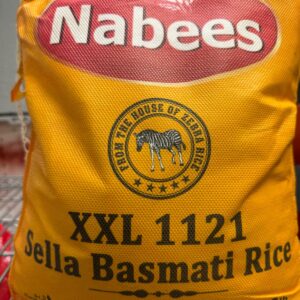 Nabees
FROM THE HOUSE OF ZEBRA RICE
XXL 1121
Sella Basmati Rice